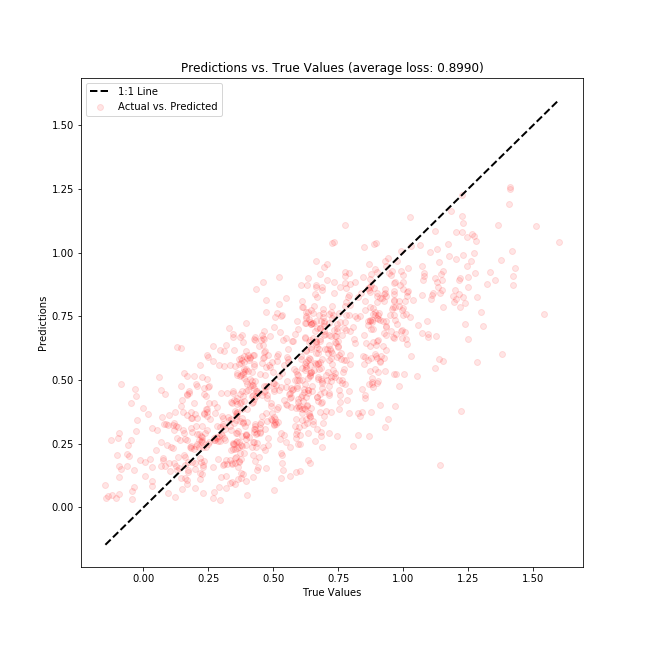 Predictions vs. True Values (average loss: 0.8990)
1:1 Line
Actual vs. Predicted
1.50
1.25
1.00
0.75
0.50
0.25
0.00
Predictions
0.00 0.25 0.50 0.75 1.00 1.25 1.50
True Values